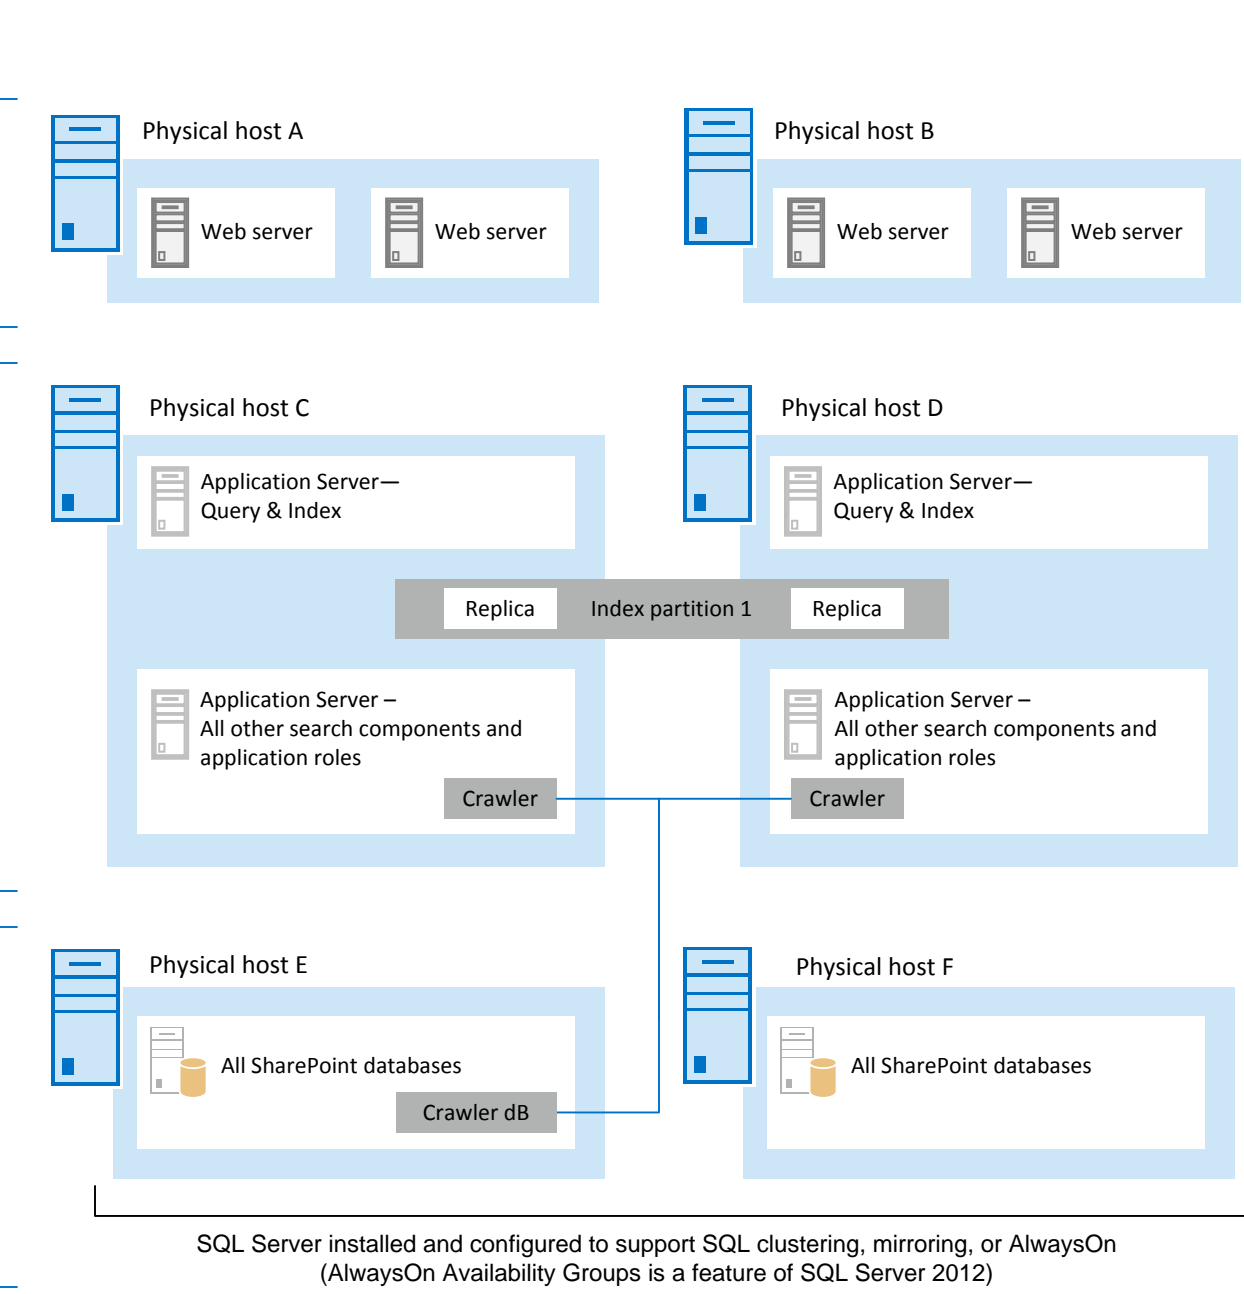 Physical host A
Physical host B
Web server
Web server
Web server
Web server
Physical host C
Physical host D
Application Server—
Query & Index
Application Server—
Query & Index
Replica
Index partition 1
Replica
Application Server –
All other search components and
application roles
Crawler
Application Server –
All other search components and
application roles
Crawler
Physical host E
Physical host F
All SharePoint databases
Crawler dB
All SharePoint databases
SQL Server installed and configured to support SQL clustering, mirroring, or AlwaysOn
(AlwaysOn Availability Groups is a feature of SQL Server 2012)